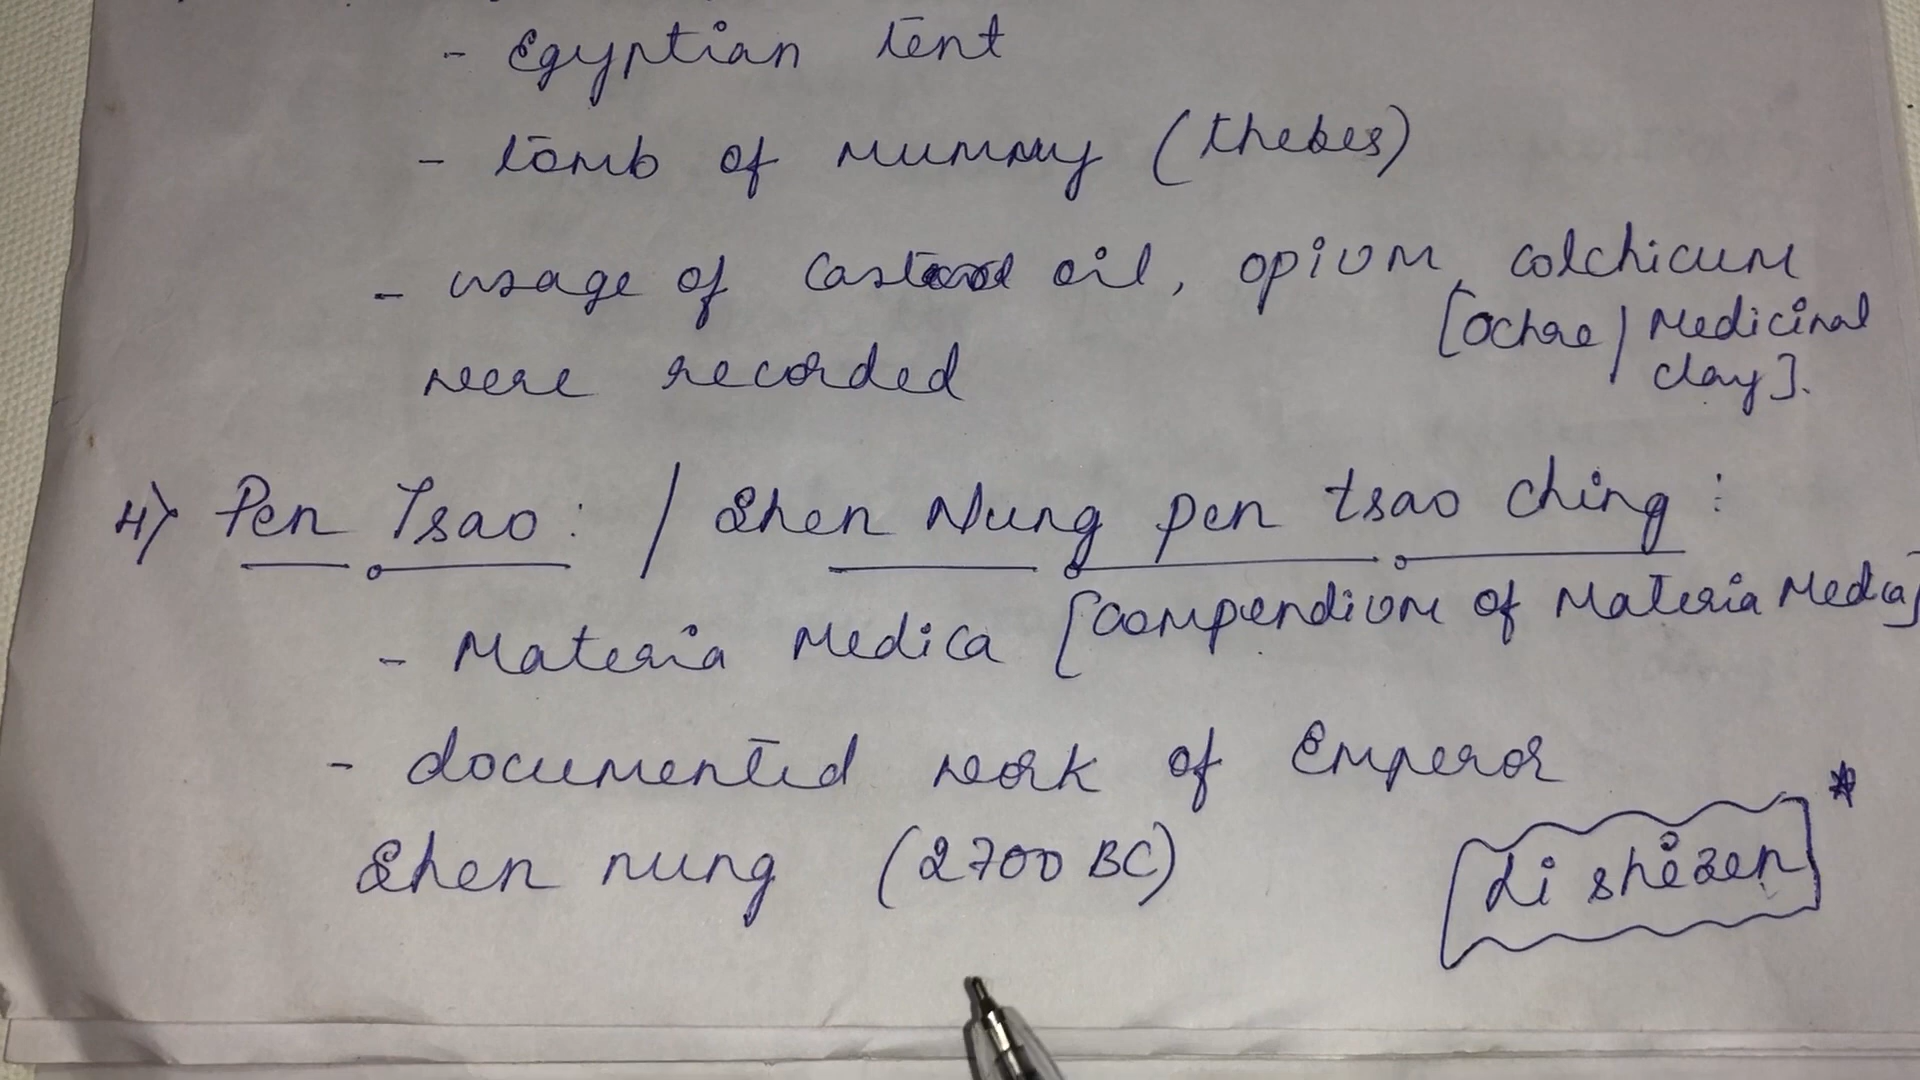 - Egyptian tent
- tomb of mummy (thebes)
- usage of castor oil, opium, colchicum
[Ochre / Medicinal
clay].
were recorded
4) Pen Tsao: / Shen Nung pen tsao ching:
- Materia Medica [Compendium of Materia Medica]
- documented work of Emperor
Shen nung (2700 BC)
Li shizen *